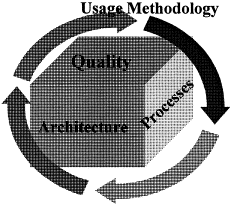 Usage Methodology
Quality
Architecture
Processes